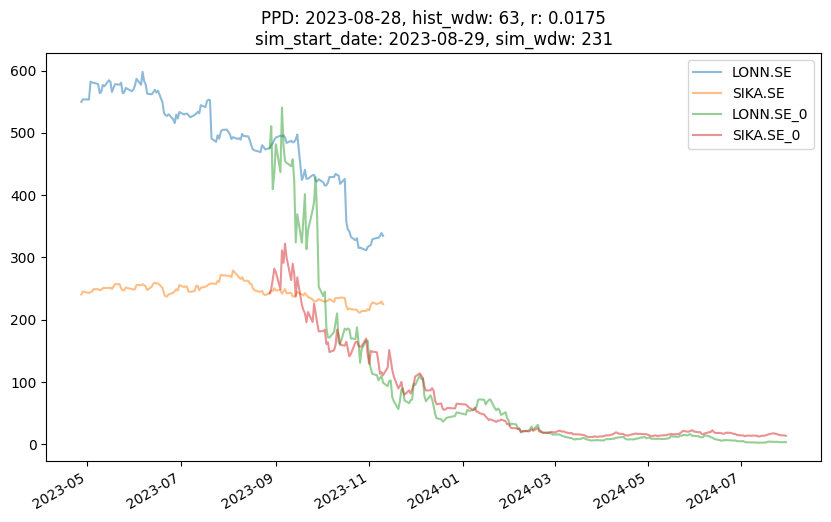 PPD: 2023-08-28, hist_wdw: 63, r: 0.0175
sim_start_date: 2023-08-29, sim_wdw: 231
LONN.SE
SIKA.SE
LONN.SE_0
SIKA.SE_0
600
500
400
300
200
100
0
2023-05
2023-07
2023-09
2023-11
2024-01
2024-03
2024-05
2024-07